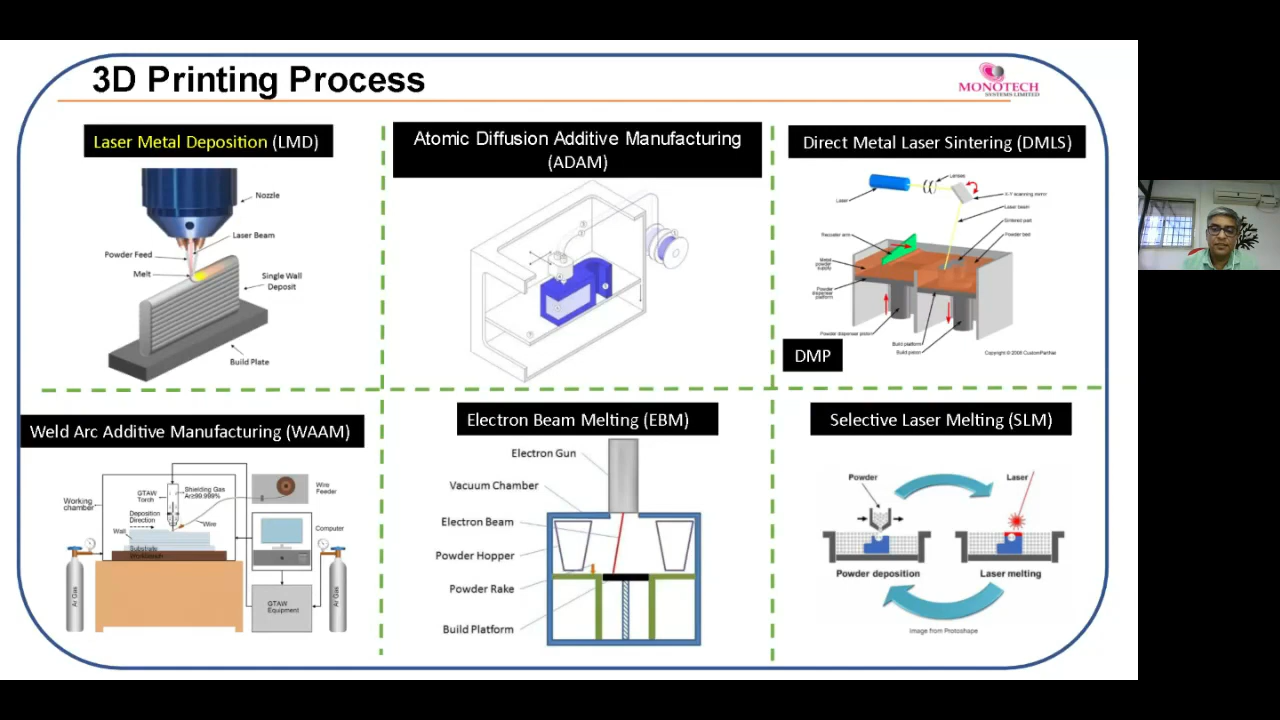 3D Printing Process
MONOTECH
SYSTEMS LIMITED
Laser Metal Deposition (LMD)
Nozzle
Laser Beam
Powder Feed
Melt
Single Wall
Deposit
Build Plate
Atomic Diffusion Additive Manufacturing
(ADAM)
Direct Metal Laser Sintering (DMLS)
Lenses
Laser
X-Y scanning mirror
Laser beam
Sintered part
Powder bed
Recoater arm
Metal
powder
supply
Powder
dispenser
platform
Powder dispenser piston
Build platform
Build piston
Copyright © 2008 CustomPartNet
DMP
Weld Arc Additive Manufacturing (WAAM)
Working
chamber
GTAW
Torch
Shielding Gas
Ar≥99.999%
Deposition
Direction
Wire
Wall
Substrate
Wire
Feeder
Computer
GTAW
Equipment
Ar Gas
Ar Gas
Electron Beam Melting (EBM)
Electron Gun
Vacuum Chamber
Electron Beam
Powder Hopper
Powder Rake
Build Platform
Selective Laser Melting (SLM)
Powder
Laser
Powder deposition
Laser melting
Image from Protoshape